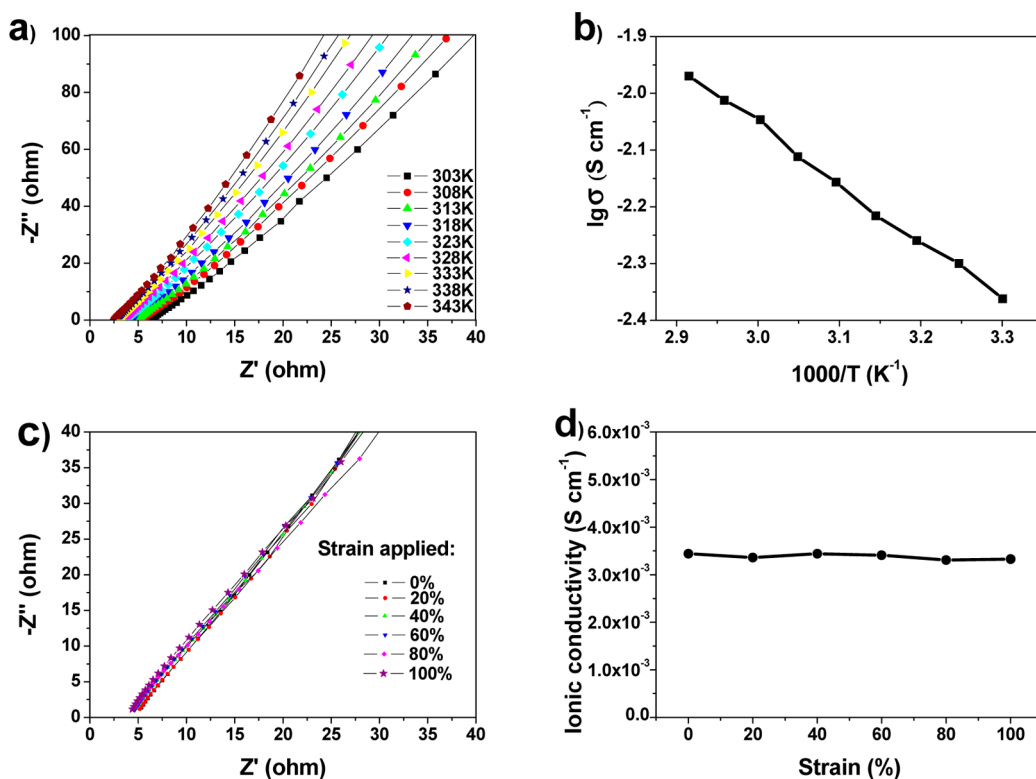 a)
100
80
60
40
20
0
-Z'' (ohm)
303K
308K
313K
318K
323K
328K
333K
338K
343K
0 5 10 15 20 25 30 35 40
Z' (ohm)
b)
-1.9
-2.0
-2.1
-2.2
-2.3
-2.4
lgσ (S cm⁻¹)
2.9 3.0 3.1 3.2 3.3
1000/T (K⁻¹)
c)
40
35
30
25
20
15
10
5
0
-Z'' (ohm)
Strain applied:
0%
20%
40%
60%
80%
100%
0 5 10 15 20 25 30 35 40
Z' (ohm)
d)
6.0x10⁻³
5.0x10⁻³
4.0x10⁻³
3.0x10⁻³
2.0x10⁻³
1.0x10⁻³
0.0
Ionic conductivity (S cm⁻¹)
0 20 40 60 80 100
Strain (%)